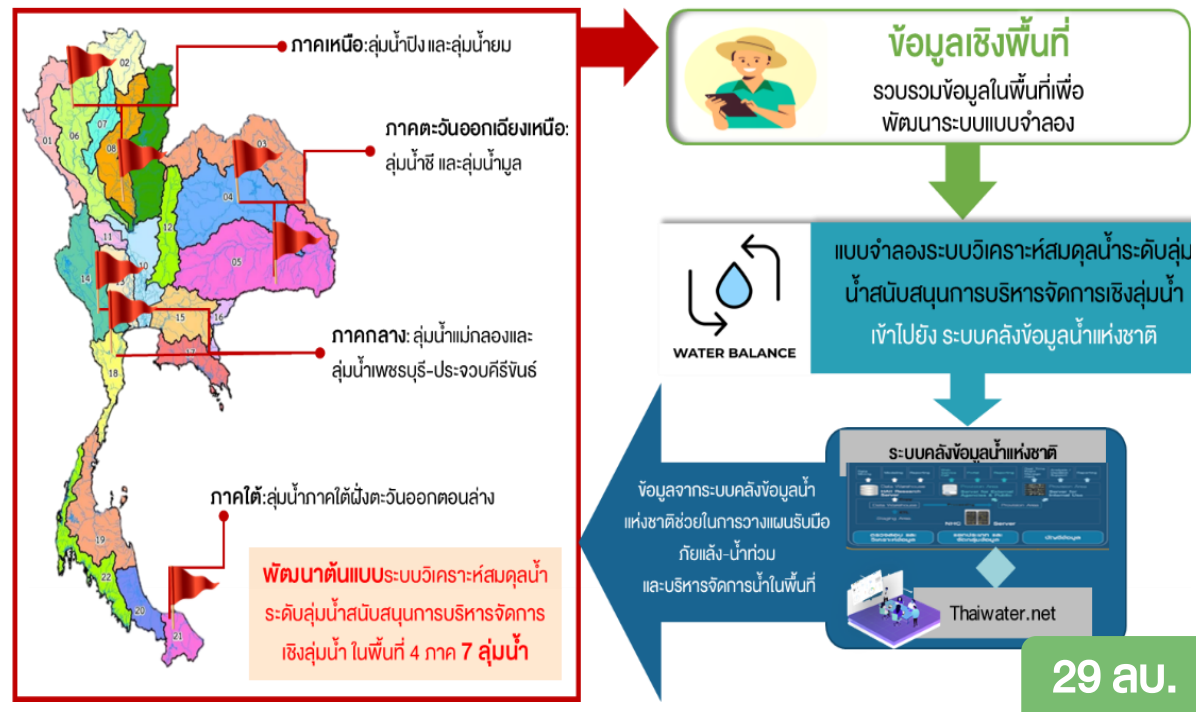 ภาคเหนือ:ลุ่มน้ำปิง และลุ่มน้ำยม
ภาคตะวันออกเฉียงเหนือ:
ลุ่มน้ำชี และลุ่มน้ำมูล
ภาคกลาง: ลุ่มน้ำแม่กลองและ
ลุ่มน้ำเพชรบุรี-ประจวบคีรีขันธ์
ภาคใต้:ลุ่มน้ำภาคใต้ฝั่งตะวันออกตอนล่าง
พัฒนาต้นแบบระบบวิเคราะห์สมดุลน้ำ
ระดับลุ่มน้ำสนับสนุนการบริหารจัดการ
เชิงลุ่มน้ำ ในพื้นที่ 4 ภาค 7 ลุ่มน้ำ
02
01
06
07
08
03
04
12
11
10
05
14
15
16
18
19
22
20
21
ข้อมูลเชิงพื้นที่
รวบรวมข้อมูลในพื้นที่เพื่อ
พัฒนาระบบแบบจำลอง
WATER BALANCE
แบบจำลองระบบวิเคราะห์สมดุลน้ำระดับลุ่ม
น้ำสนับสนุนการบริหารจัดการเชิงลุ่มน้ำ
เข้าไปยัง ระบบคลังข้อมูลน้ำแห่งชาติ
ระบบคลังข้อมูลน้ำแห่งชาติ
Thaiwater.net
ข้อมูลจากระบบคลังข้อมูลน้ำ
แห่งชาติช่วยในการวางแผนรับมือ
ภัยแล้ง-น้ำท่วม
และบริหารจัดการน้ำในพื้นที่
29 ลบ.